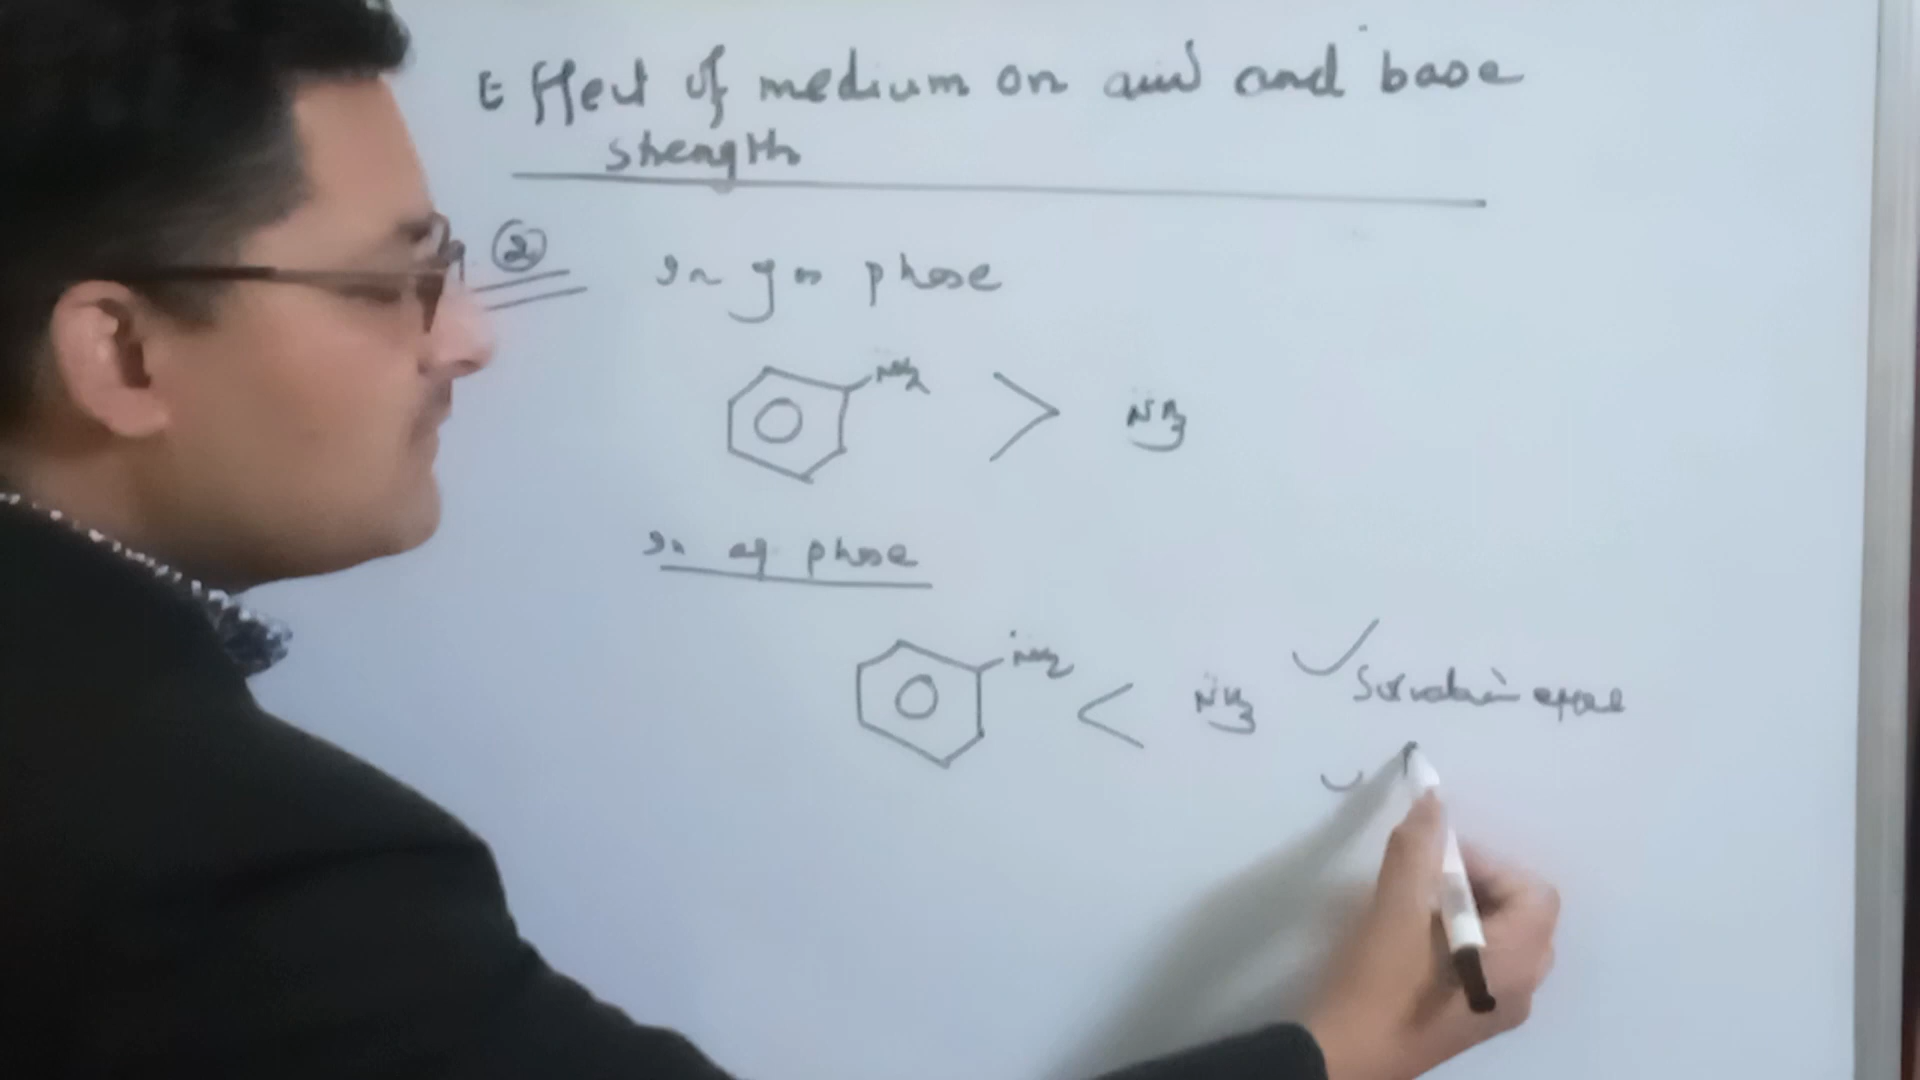 Effect of medium on acid and base
strength
②
In gas phase
NH₂
> NH₃
In aq phase
NH₂
< NH₃
Solvation